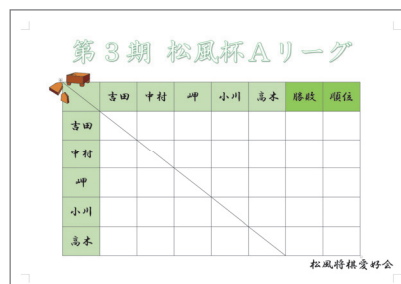 第3期 松風杯Aリーグ
吉田 中村 岬 小川 高木 勝敗 順位
吉田
中村
岬
小川
高木
松風将棋愛好会